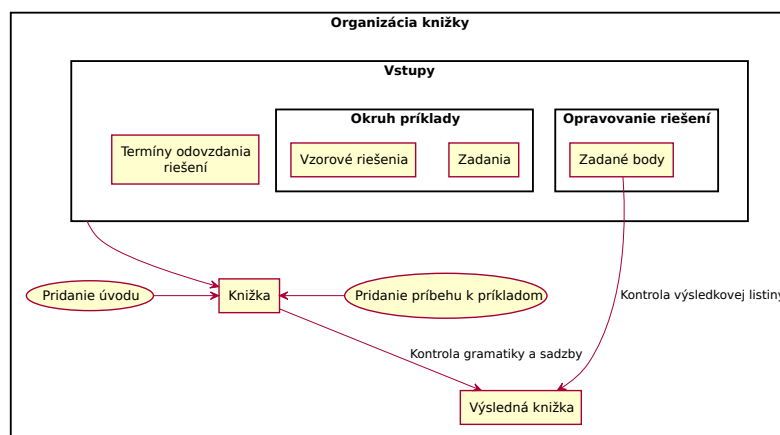 Organizácia knižky
Vstupy
Okruh príklady
Opravovanie riešení
Termíny odovzdania
riešení
Vzorové riešenia
Zadania
Zadané body
Pridanie úvodu
Knižka
Pridanie príbehu k príkladom
Kontrola výsledkovej listiny
Kontrola gramatiky a sadzby
Výsledná knižka